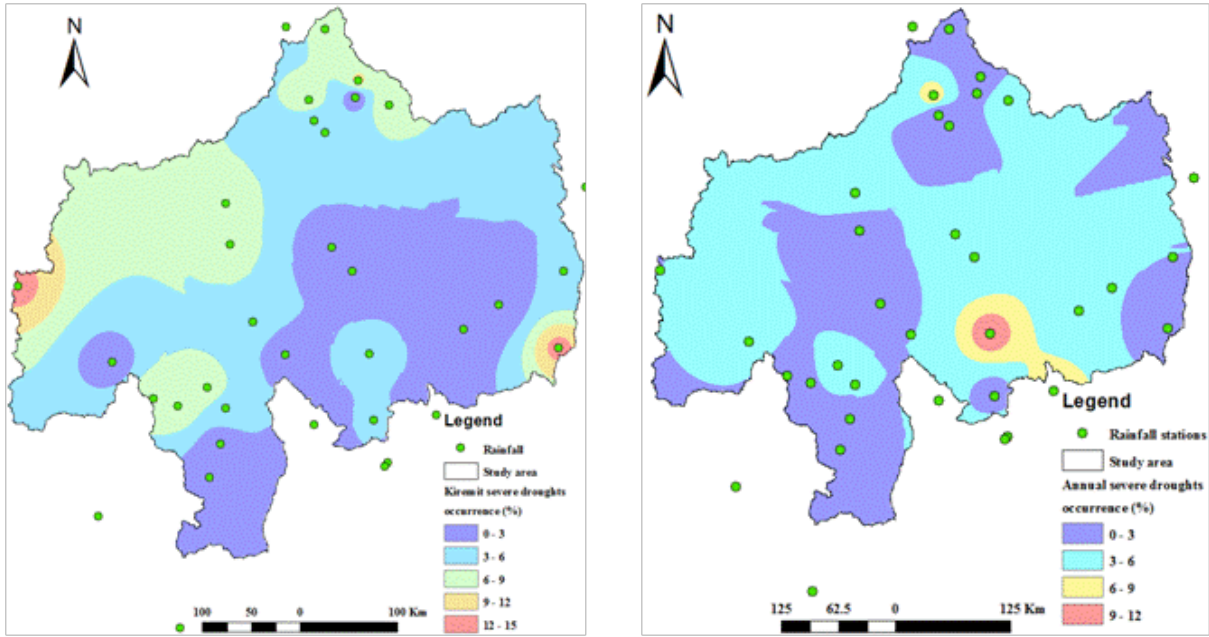 N
Legend
Rainfall
Study area
Kiremit severe droughts
occurrence (%)
0 - 3
3 - 6
6 - 9
9 - 12
12 - 15
100 50 0 100 Km
N
Legend
Rainfall stations
Study area
Annual severe droughts
occurrence (%)
0 - 3
3 - 6
6 - 9
9 - 12
125 62.5 0 125 Km